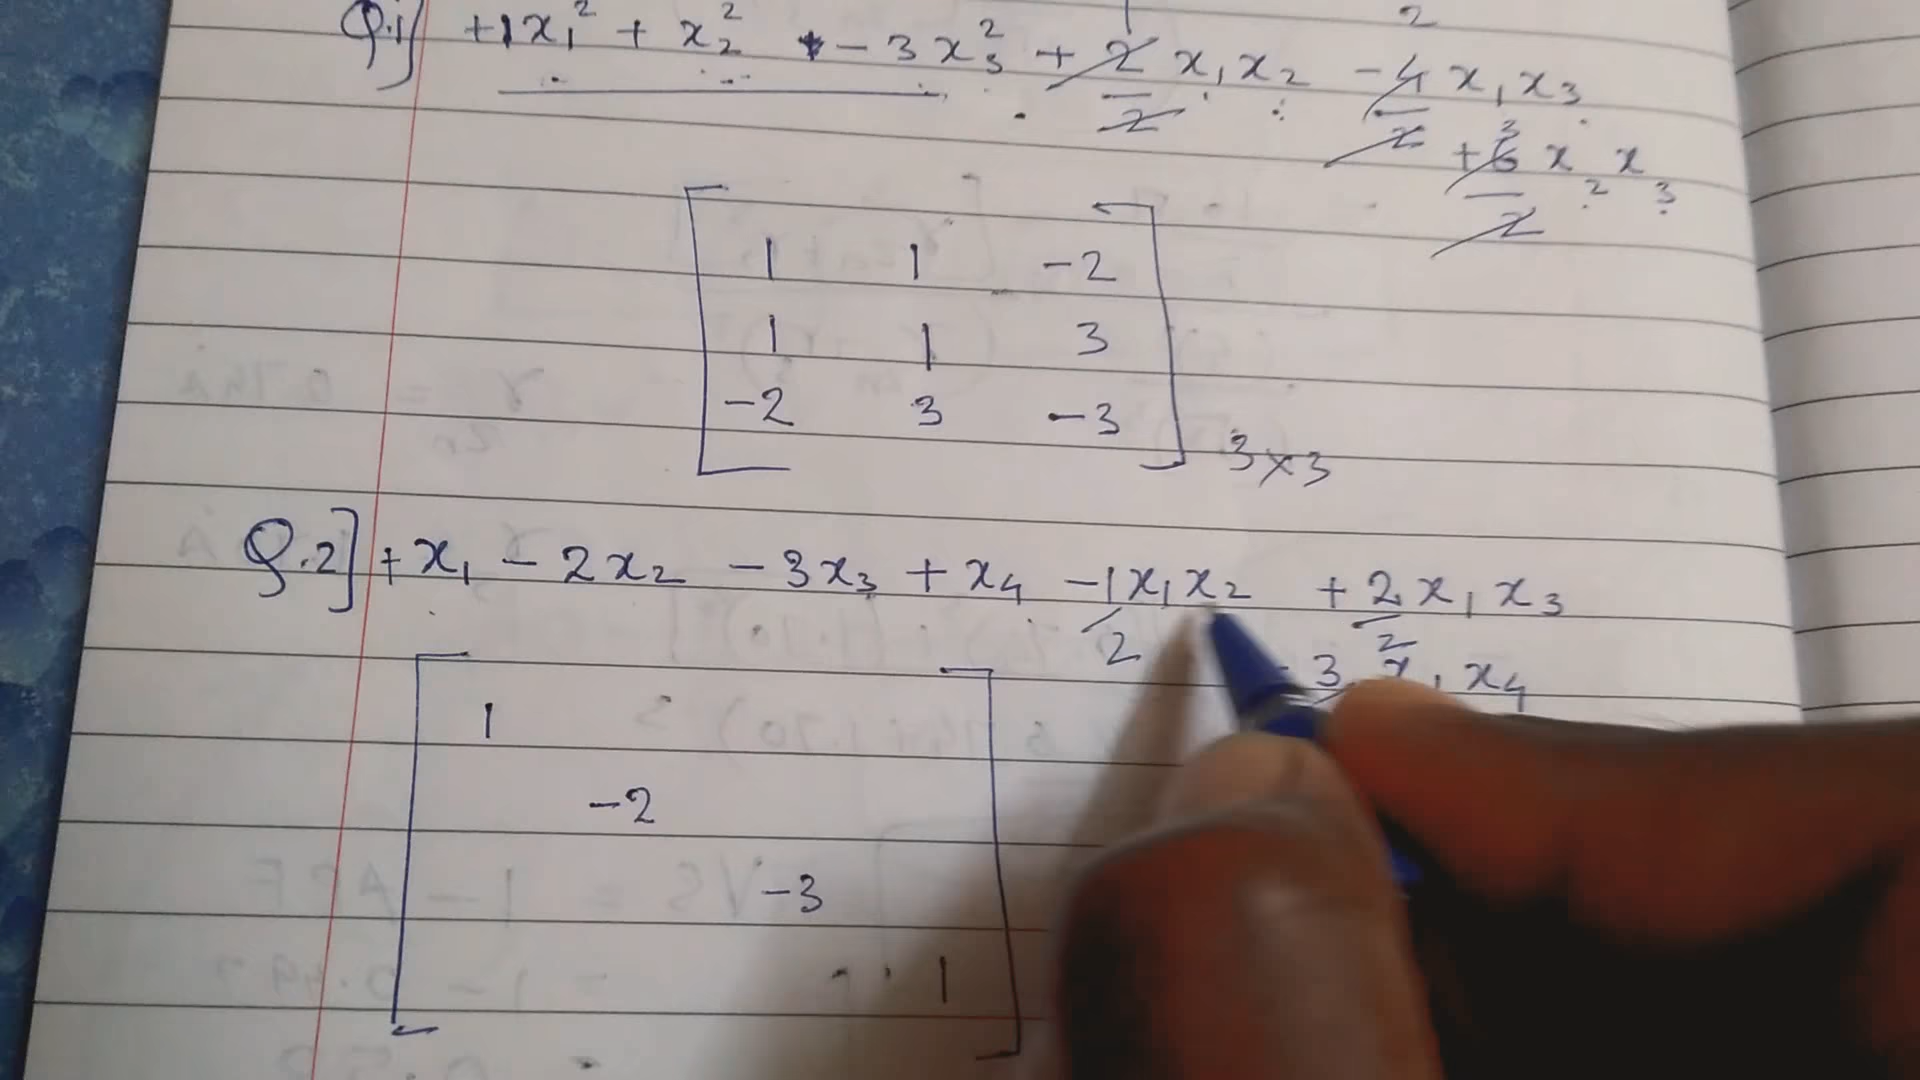 Q.1] +1x₁² + x₂² - 3x₃² + 2/2 x₁x₂ - 4/2 x₁x₃
+ 6/2 x₂x₃
1 1 -2
1 1 3
-2 3 -3
3×3
Q.2] +x₁ - 2x₂ - 3x₃ + x₄ - 1/2 x₁x₂ + 2/2 x₁x₃
3 x₁x₄
1
-2
-3
1